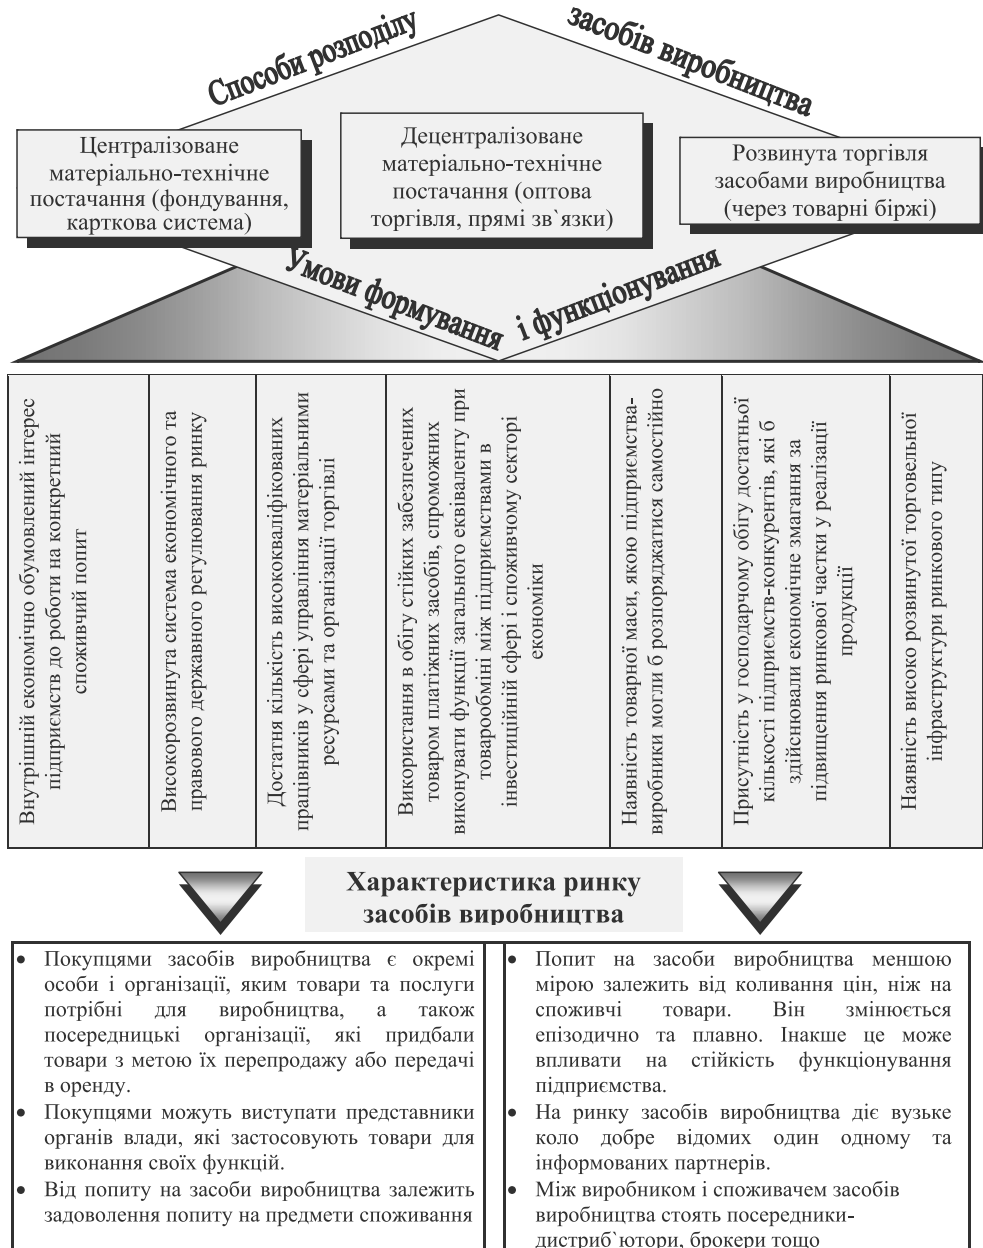 Способи розподілу
засобів виробництва
Централізоване
матеріально-технічне
постачання (фондування,
карткова система)
Децентралізоване
матеріально-технічне
постачання (оптова
торгівля, прямі зв`язки)
Розвинута торгівля
засобами виробництва
(через товарні біржі)
Умови формування
і функціонування
Внутрішній економічно обумовлений інтерес
підприємств до роботи на конкретний
споживчий попит
Високорозвинута система економічного та
правового державного регулювання ринку
Достатня кількість висококваліфікованих
працівників у сфері управління матеріальними
ресурсами та організації торгівлі
Використання в обігу стійких забезпечених
товаром платіжних засобів, спроможних
виконувати функції загального еквіваленту при
товарообміні між підприємствами в
інвестиційній сфері і споживчому секторі
економіки
Наявність товарної маси, якою підприємства-
виробники могли б розпоряджатися самостійно
Присутність у господарчому обігу достатньої
кількості підприємств-конкурентів, які б
здійснювали економічне змагання за
підвищення ринкової частки у реалізації
продукції
Наявність високо розвинутої торговельної
інфраструктури ринкового типу
Характеристика ринку
засобів виробництва
• Покупцями засобів виробництва є окремі
особи і організації, яким товари та послуги
потрібні для виробництва, а також
посередницькі організації, які придбали
товари з метою їх перепродажу або передачі
в оренду.
• Покупцями можуть виступати представники
органів влади, які застосовують товари для
виконання своїх функцій.
• Від попиту на засоби виробництва залежить
задоволення попиту на предмети споживання
• Попит на засоби виробництва меншою
мірою залежить від коливання цін, ніж на
споживчі товари. Він змінюється
епізодично та плавно. Інакше це може
впливати на стійкість функціонування
підприємства.
• На ринку засобів виробництва діє вузьке
коло добре відомих один одному та
інформованих партнерів.
• Між виробником і споживачем засобів
виробництва стоять посередники-
дистриб`ютори, брокери тощо